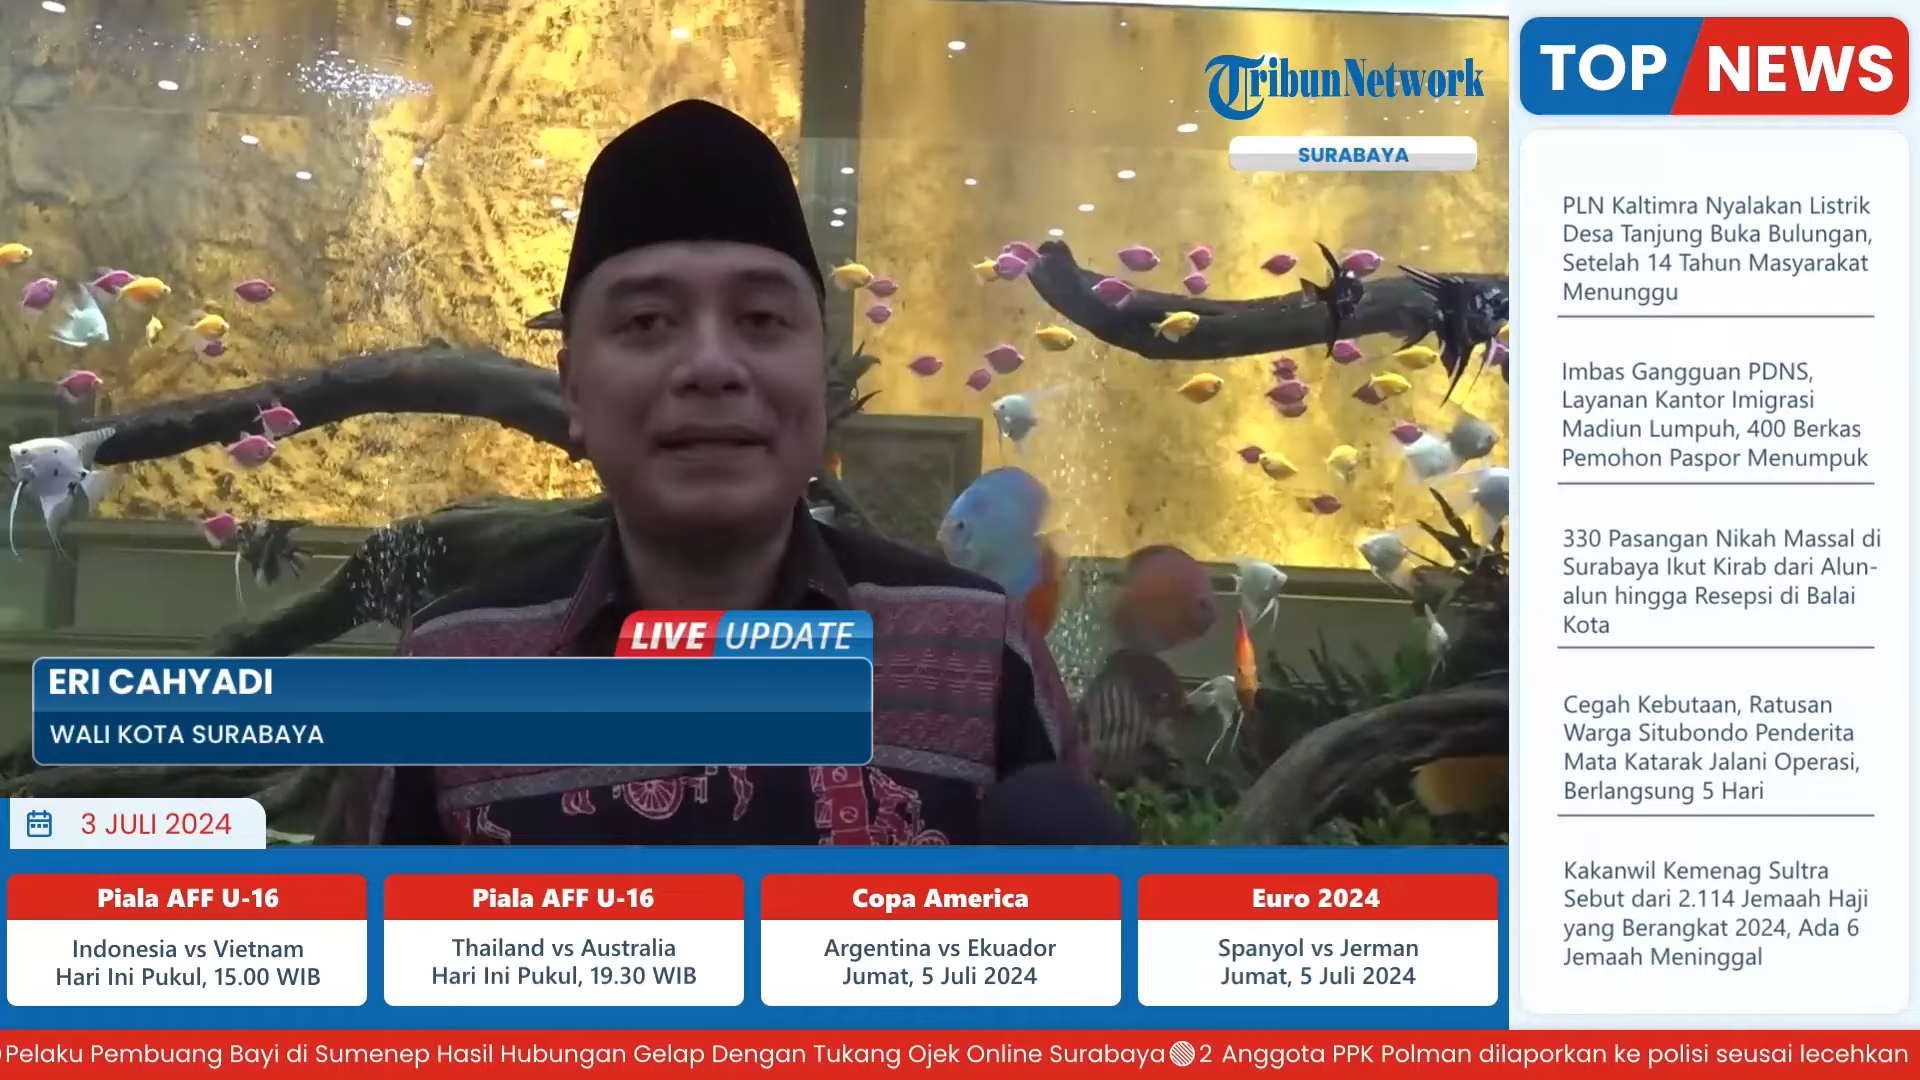 TribunNetwork
SURABAYA
TOP NEWS
PLN Kaltimra Nyalakan Listrik
Desa Tanjung Buka Bulungan,
Setelah 14 Tahun Masyarakat
Menunggu
Imbas Gangguan PDNS,
Layanan Kantor Imigrasi
Madiun Lumpuh, 400 Berkas
Pemohon Paspor Menumpuk
330 Pasangan Nikah Massal di
Surabaya Ikut Kirab dari Alun-
alun hingga Resepsi di Balai
Kota
Cegah Kebutaan, Ratusan
Warga Situbondo Penderita
Mata Katarak Jalani Operasi,
Berlangsung 5 Hari
Kakanwil Kemenag Sultra
Sebut dari 2.114 Jemaah Haji
yang Berangkat 2024, Ada 6
Jemaah Meninggal
LIVE UPDATE
ERI CAHYADI
WALI KOTA SURABAYA
3 JULI 2024
Piala AFF U-16
Indonesia vs Vietnam
Hari Ini Pukul, 15.00 WIB
Piala AFF U-16
Thailand vs Australia
Hari Ini Pukul, 19.30 WIB
Copa America
Argentina vs Ekuador
Jumat, 5 Juli 2024
Euro 2024
Spanyol vs Jerman
Jumat, 5 Juli 2024
Pelaku Pembuang Bayi di Sumenep Hasil Hubungan Gelap Dengan Tukang Ojek Online Surabaya 2 Anggota PPK Polman dilaporkan ke polisi seusai lecehkan